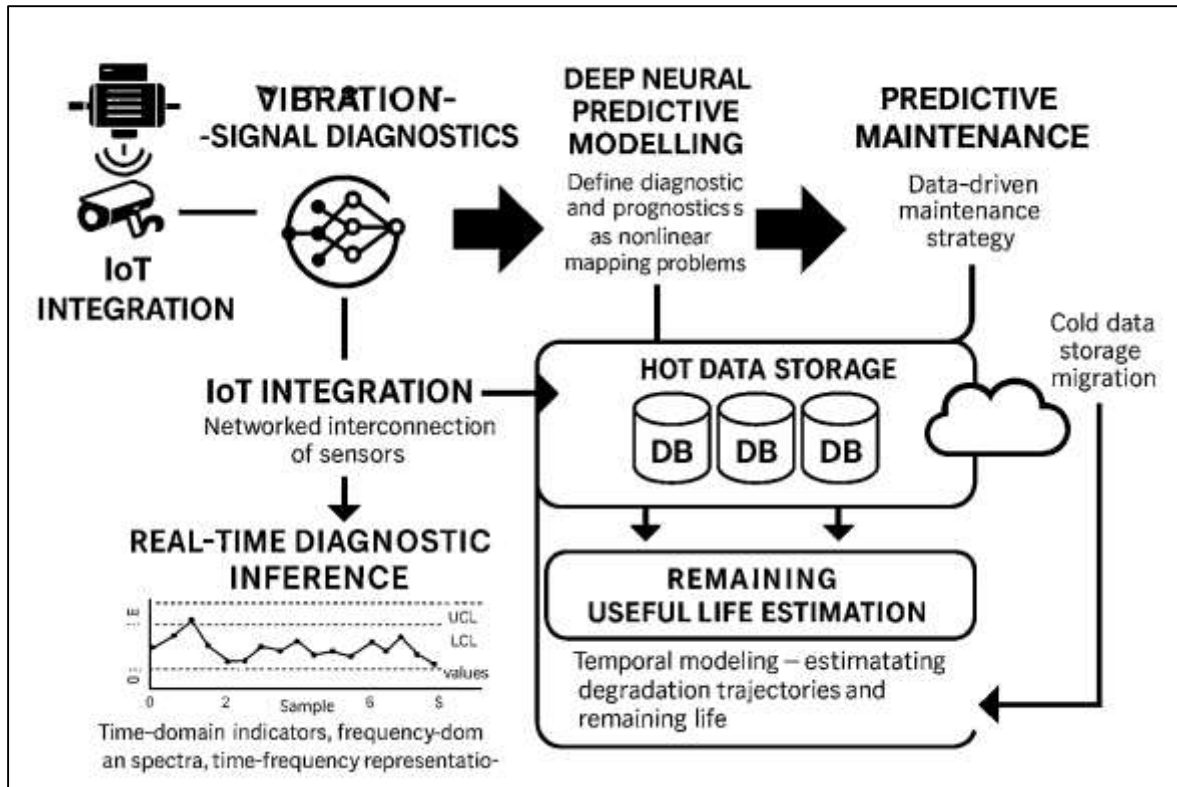 VIBRATION-
-SIGNAL DIAGNOSTICS
IoT
INTEGRATION
DEEP NEURAL
PREDICTIVE
MODELLING
Define diagnostic
and prognostics s
as nonlinear
mapping problems
PREDICTIVE
MAINTENANCE
Data-driven
maintenance
strategy
Cold data
storage
migration
IoT INTEGRATION
Networked interconnection
of sensors
HOT DATA STORAGE
DB DB DB
REAL-TIME DIAGNOSTIC
INFERENCE
UCL
LCL
values
0 2 6 S
Sample
Time-domain indicators, frequency-dom
an spectra, time-frequency representatio-
REMAINING
USEFUL LIFE ESTIMATION
Temporal modeling – estimatating
degradation trajectories and
remaining life